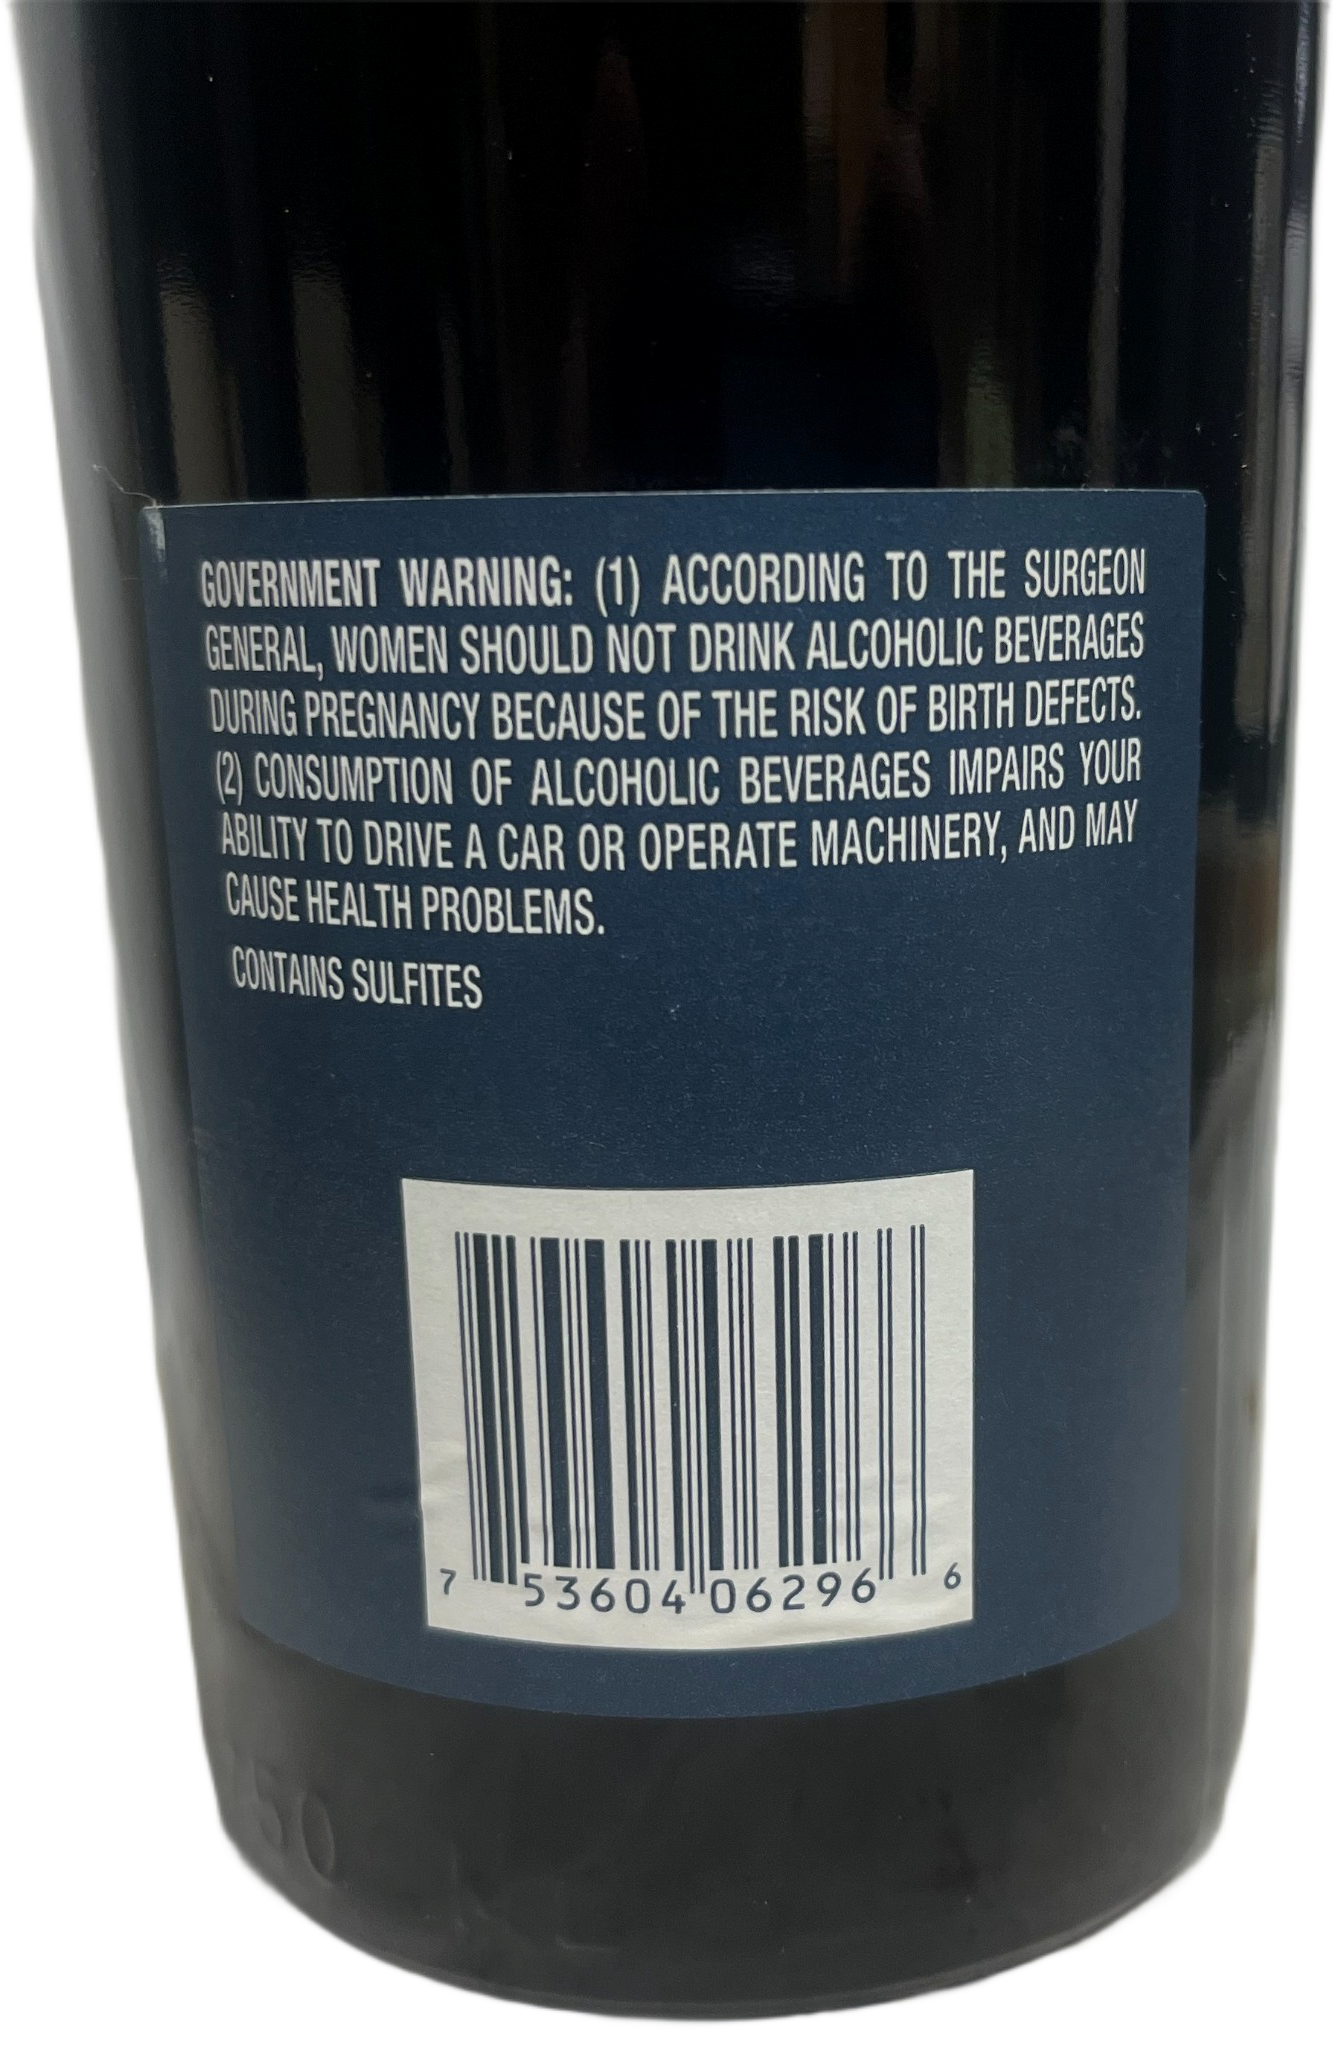 GOVERNMENT WARNING: (1) ACCORDING TO THE SURGEON
GENERAL, WOMEN SHOULD NOT DRINK ALCOHOLIC BEVERAGES
DURING PREGNANCY BECAUSE OF THE RISK OF BIRTH DEFECTS.
(2) CONSUMPTION OF ALCOHOLIC BEVERAGES IMPAIRS YOUR
ABILITY TO DRIVE A CAR OR OPERATE MACHINERY, AND MAY
CAUSE HEALTH PROBLEMS.
CONTAINS SULFITES
7 53604 06296 6